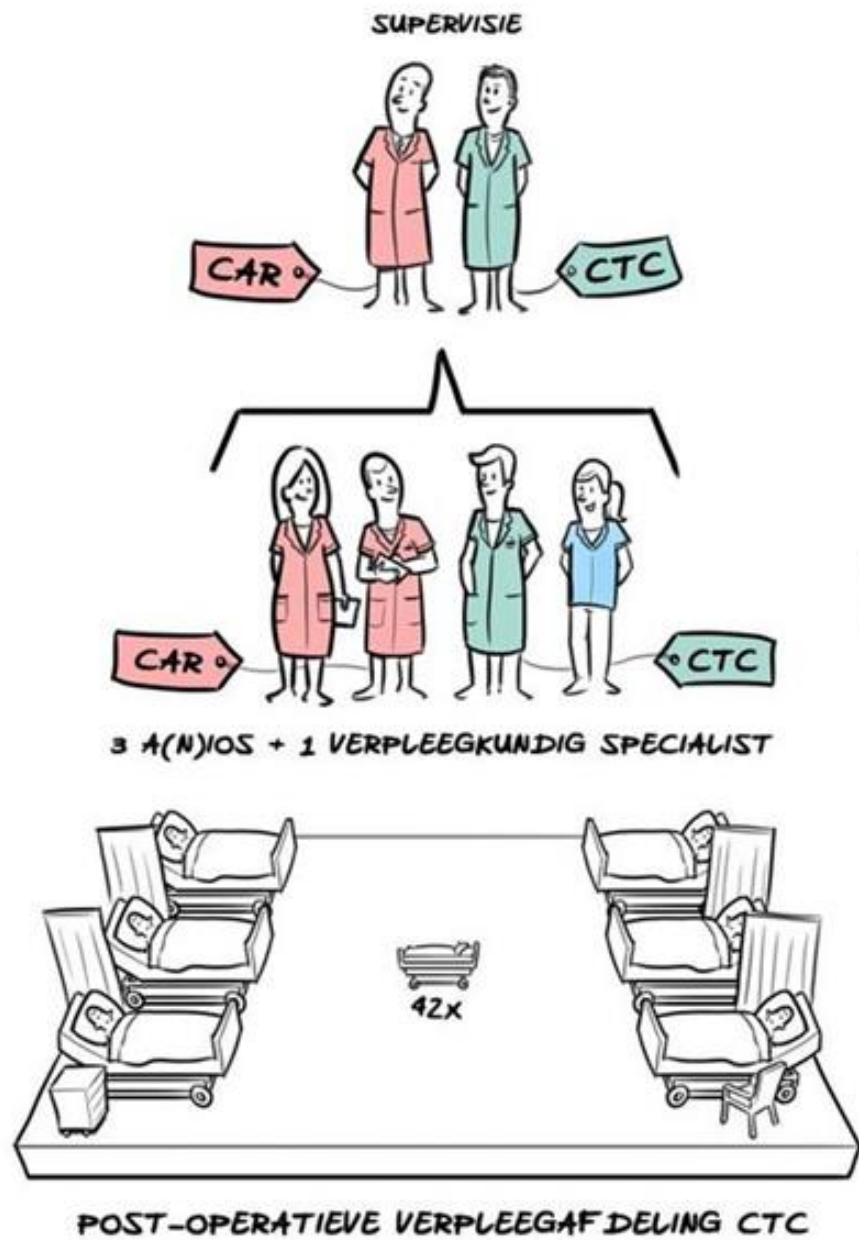 SUPERVISIE
CAR
CTC
CAR
CTC
3 A(N)IOS + 1 VERPLEEGKUNDIG SPECIALIST
42x
POST-OPERATIEVE VERPLEEGAFDELING CTC